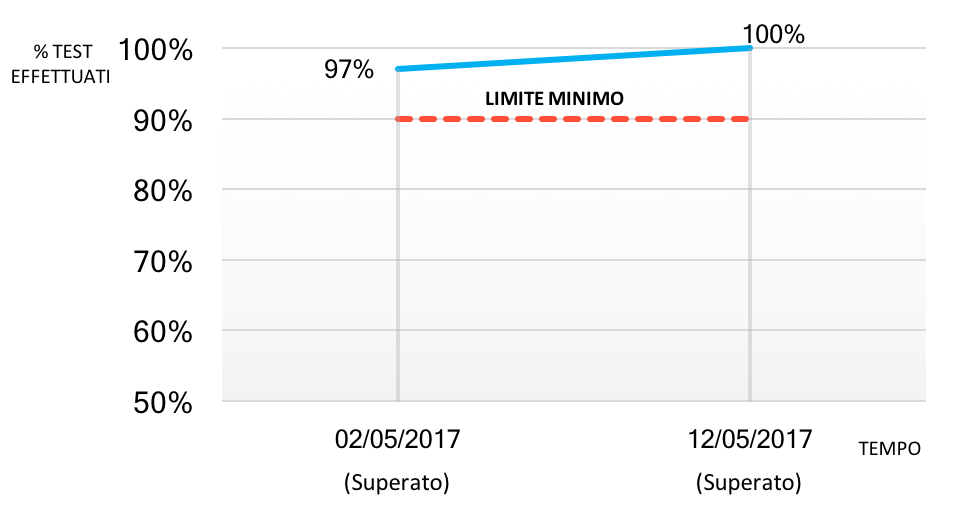 % TEST
EFFETTUATI
100%
100%
97%
LIMITE MINIMO
90%
80%
70%
60%
50%
02/05/2017
12/05/2017
TEMPO
(Superato)
(Superato)